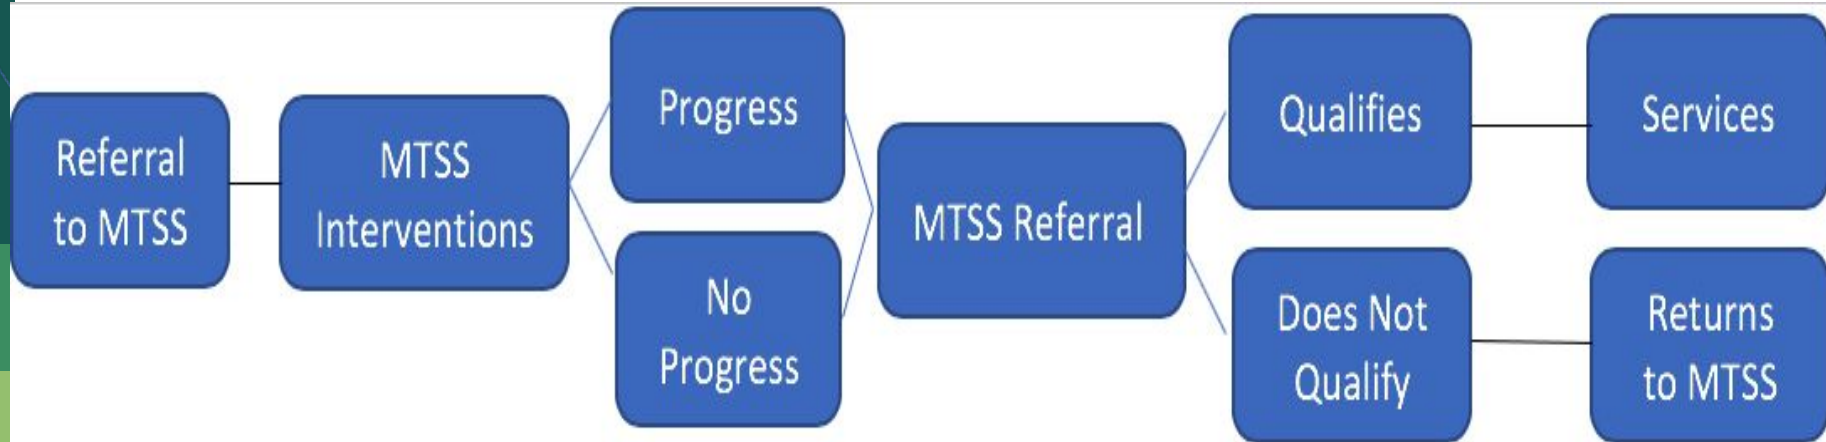 Referral
to MTSS
MTSS
Interventions
Progress
No
Progress
MTSS Referral
Qualifies
Services
Does Not
Qualify
Returns
to MTSS